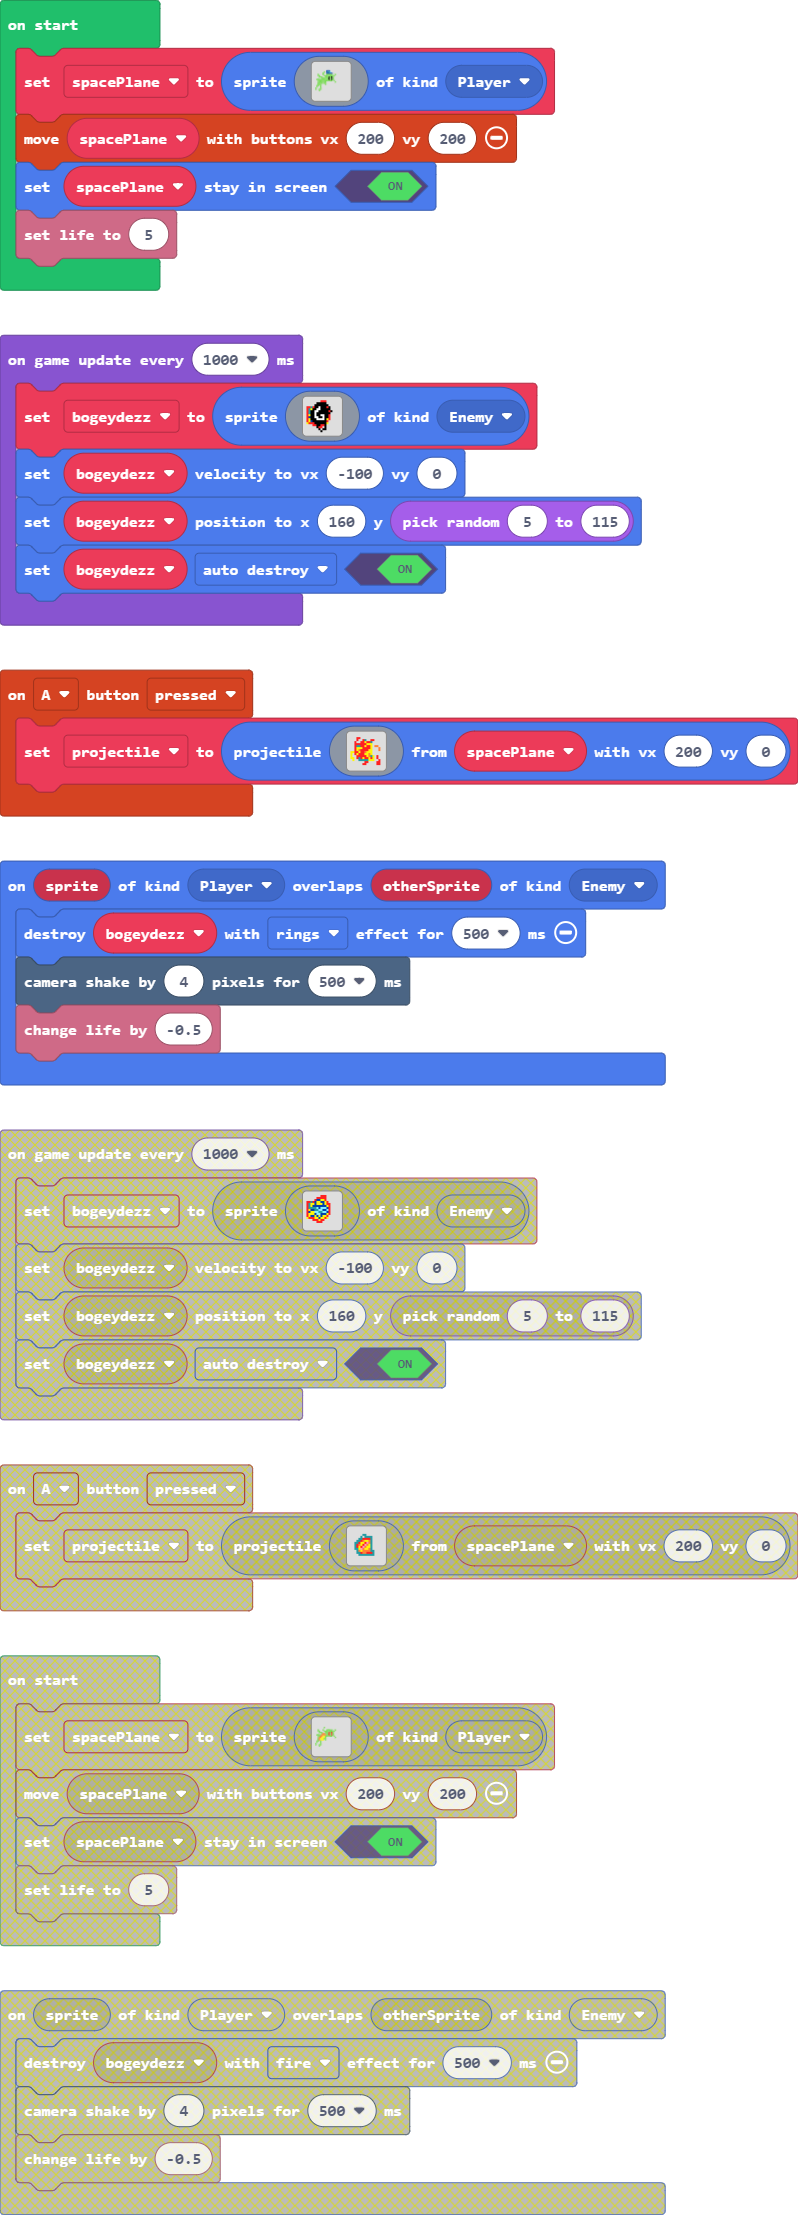 on start
set spacePlane to sprite of kind Player
move spacePlane with buttons vx 200 vy 200
set spacePlane stay in screen ON
set life to 5
on game update every 1000 ms
set bogeydezz to sprite G of kind Enemy
set bogeydezz velocity to vx -100 vy 0
set bogeydezz position to x 160 y pick random 5 to 115
set bogeydezz auto destroy ON
on A button pressed
set projectile to projectile from spacePlane with vx 200 vy 0
on sprite of kind Player overlaps otherSprite of kind Enemy
destroy bogeydezz with rings effect for 500 ms
camera shake by 4 pixels for 500 ms
change life by -0.5
on game update every 1000 ms
set bogeydezz to sprite of kind Enemy
set bogeydezz velocity to vx -100 vy 0
set bogeydezz position to x 160 y pick random 5 to 115
set bogeydezz auto destroy ON
on A button pressed
set projectile to projectile from spacePlane with vx 200 vy 0
on start
set spacePlane to sprite of kind Player
move spacePlane with buttons vx 200 vy 200
set spacePlane stay in screen ON
set life to 5
on sprite of kind Player overlaps otherSprite of kind Enemy
destroy bogeydezz with fire effect for 500 ms
camera shake by 4 pixels for 500 ms
change life by -0.5